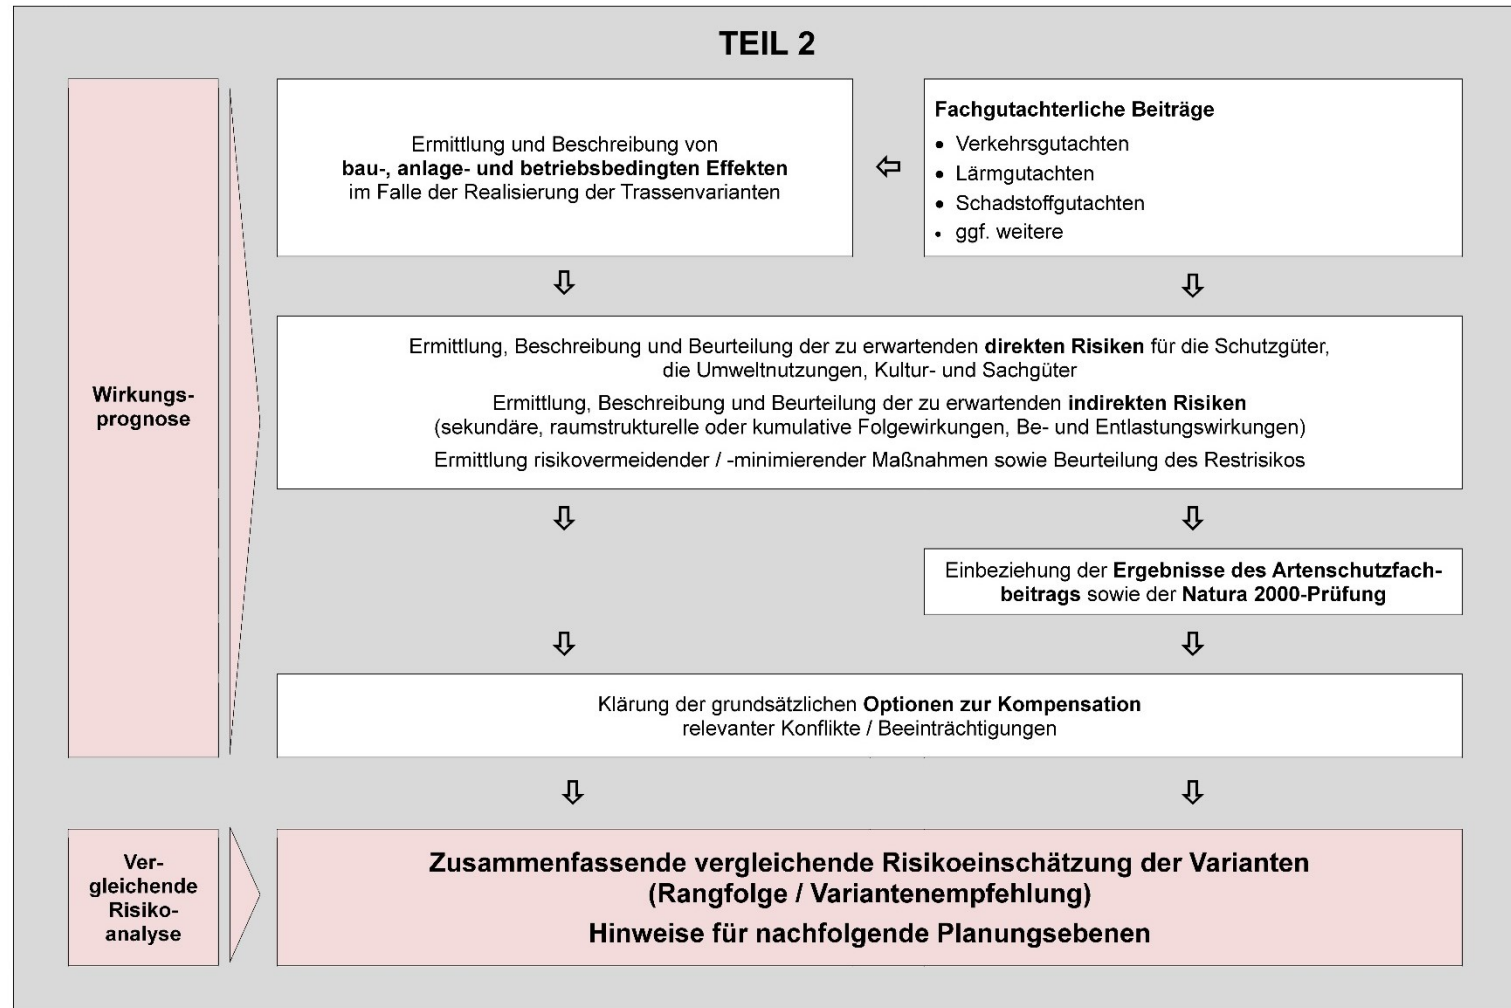 TEIL 2
Wirkungs-
prognose
Ermittlung und Beschreibung von
bau-, anlage- und betriebsbedingten Effekten
im Falle der Realisierung der Trassenvarianten
Fachgutachterliche Beiträge
• Verkehrsgutachten
• Lärmgutachten
• Schadstoffgutachten
• ggf. weitere
Ermittlung, Beschreibung und Beurteilung der zu erwartenden direkten Risiken für die Schutzgüter,
die Umweltnutzungen, Kultur- und Sachgüter
Ermittlung, Beschreibung und Beurteilung der zu erwartenden indirekten Risiken
(sekundäre, raumstrukturelle oder kumulative Folgewirkungen, Be- und Entlastungswirkungen)
Ermittlung risikovermeidender / -minimierender Maßnahmen sowie Beurteilung des Restrisikos
Einbeziehung der Ergebnisse des Artenschutzfach-
beitrags sowie der Natura 2000-Prüfung
Klärung der grundsätzlichen Optionen zur Kompensation
relevanter Konflikte / Beeinträchtigungen
Ver-
gleichende
Risiko-
analyse
Zusammenfassende vergleichende Risikoeinschätzung der Varianten
(Rangfolge / Variantenempfehlung)
Hinweise für nachfolgende Planungsebenen